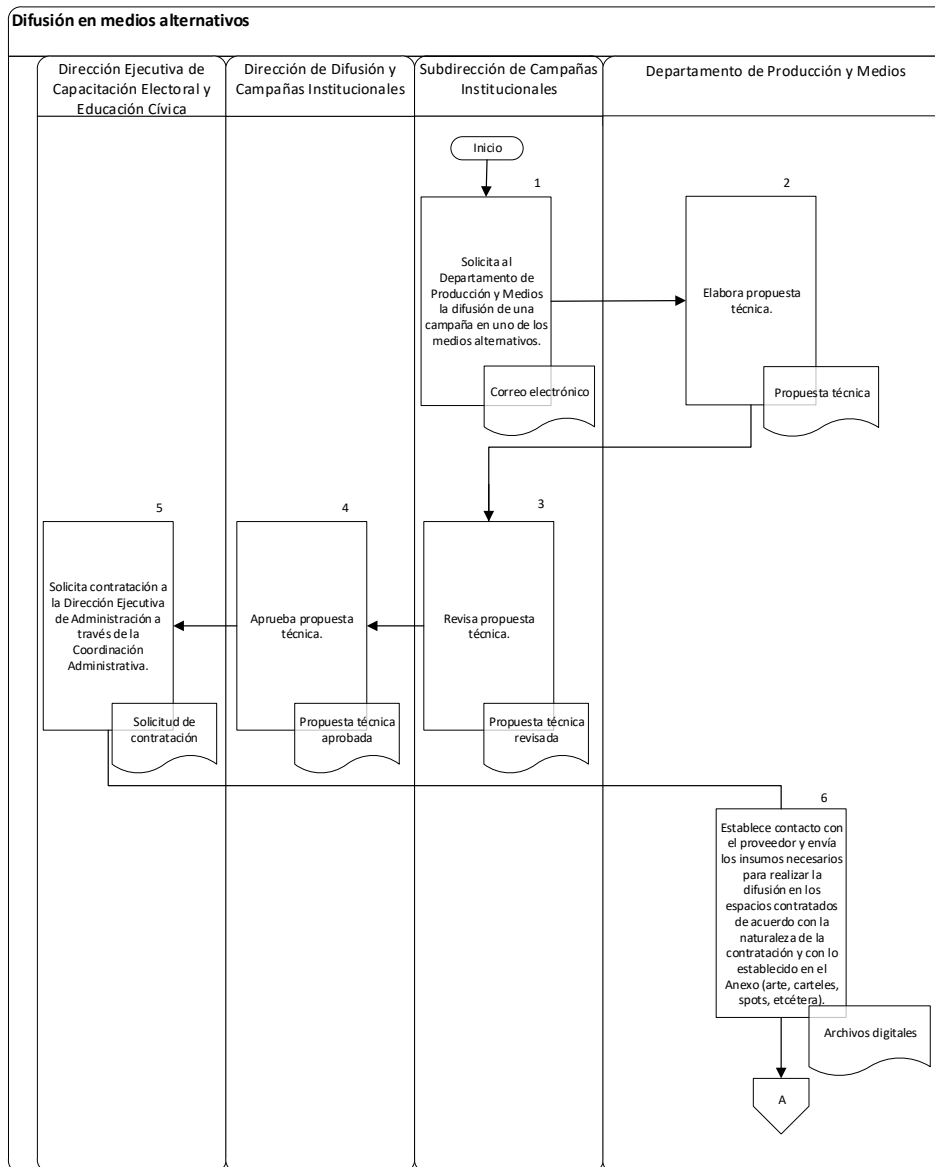 Difusión en medios alternativos
Dirección Ejecutiva de
Capacitación Electoral y
Educación Cívica
Dirección de Difusión y
Campañas Institucionales
Subdirección de Campañas
Institucionales
Departamento de Producción y Medios
Inicio
1
Solicita al
Departamento de
Producción y Medios
la difusión de una
campaña en uno de los
medios alternativos.
Correo electrónico
2
Elabora propuesta
técnica.
Propuesta técnica
3
Revisa propuesta
técnica.
Propuesta técnica
revisada
4
Aprueba propuesta
técnica.
Propuesta técnica
aprobada
5
Solicita contratación a
la Dirección Ejecutiva
de Administración a
través de la
Coordinación
Administrativa.
Solicitud de
contratación
6
Establece contacto con
el proveedor y envía
los insumos necesarios
para realizar la
difusión en los
espacios contratados
de acuerdo con la
naturaleza de la
contratación y con lo
establecido en el
Anexo (arte, carteles,
spots, etcétera).
Archivos digitales
A